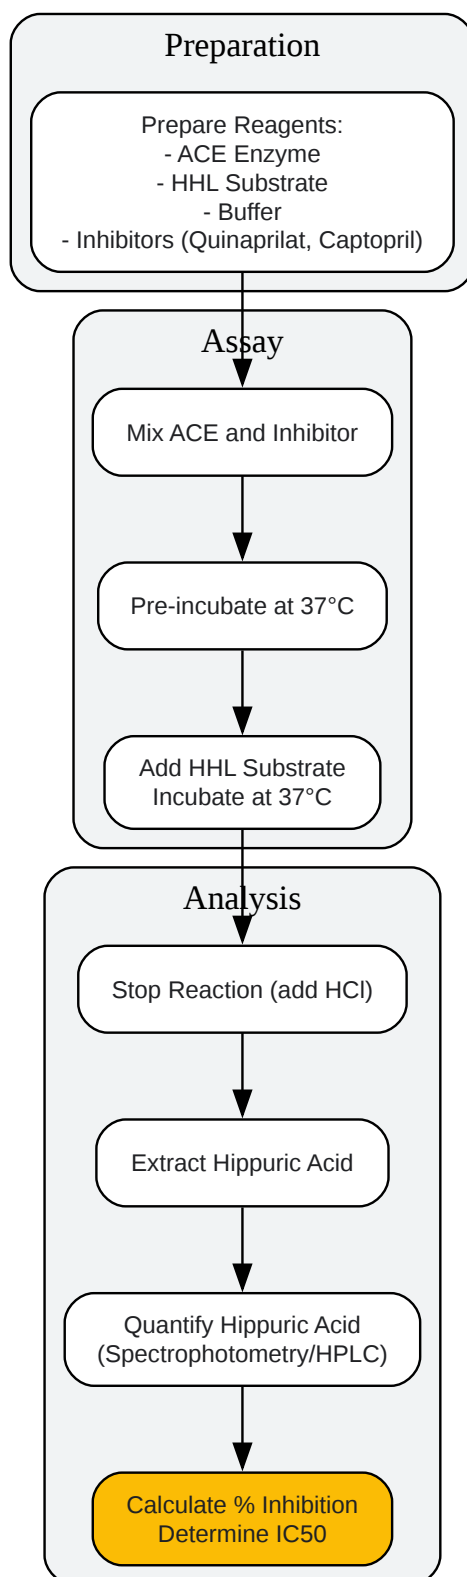 Preparation
Prepare Reagents:
- ACE Enzyme
- HHL Substrate
- Buffer
- Inhibitors (Quinaprilat, Captopril)
Assay
Mix ACE and Inhibitor
Pre-incubate at 37°C
Add HHL Substrate
Incubate at 37°C
Analysis
Stop Reaction (add HCl)
Extract Hippuric Acid
Quantify Hippuric Acid
(Spectrophotometry/HPLC)
Calculate % Inhibition
Determine IC50